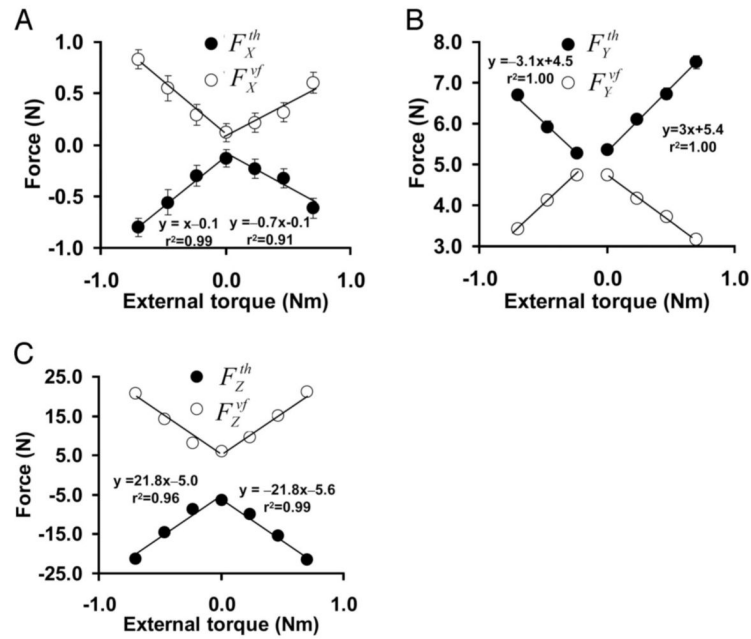 A
F_X^th
F_X^vf
1.0
0.5
0.0
-0.5
-1.0
Force (N)
y = x–0.1
r²=0.99
y=–0.7x-0.1
r²=0.91
-1.0 0.0 1.0
External torque (Nm)
B
F_Y^th
F_Y^vf
8.0
7.0
6.0
5.0
4.0
3.0
Force (N)
y =–3.1x+4.5
r²=1.00
y=3x+5.4
r²=1.00
-1.0 0.0 1.0
External torque (Nm)
C
F_Z^th
F_Z^vf
25.0
15.0
5.0
-5.0
-15.0
-25.0
Force (N)
y =21.8x–5.0
r²=0.96
y = –21.8x–5.6
r²=0.99
-1.0 0.0 1.0
External torque (Nm)